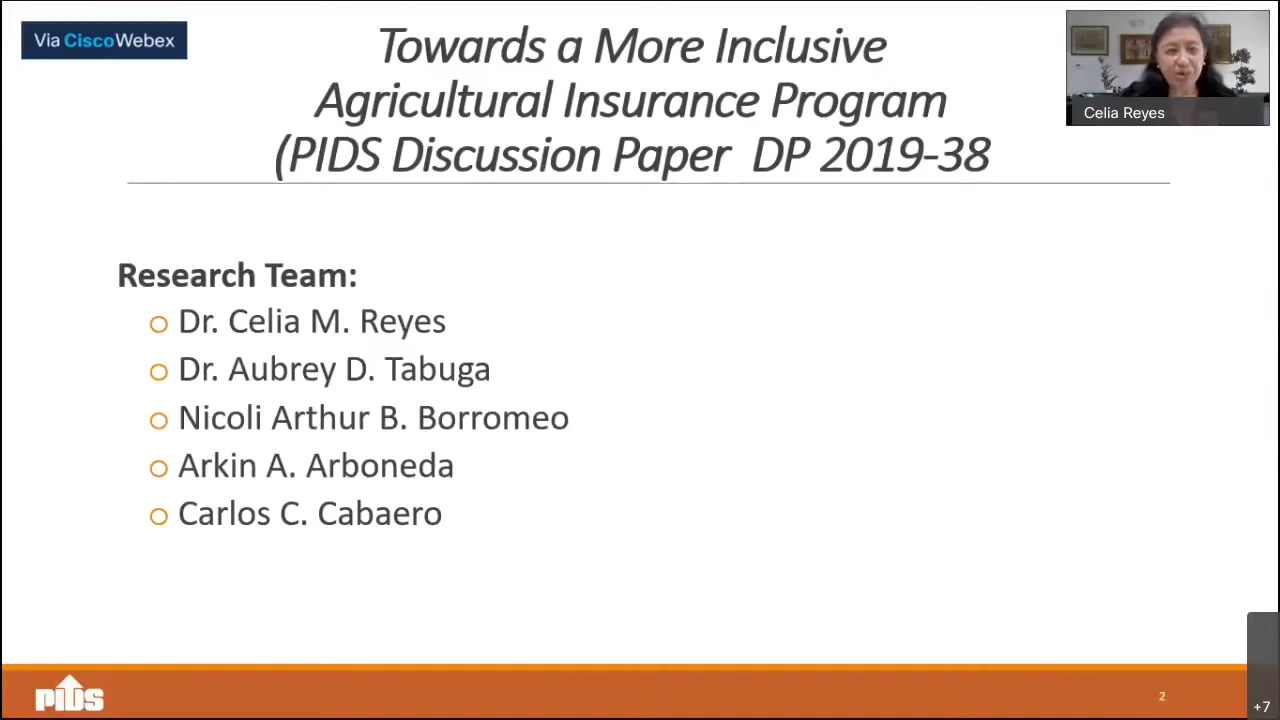 Via CiscoWebex
Towards a More Inclusive
Agricultural Insurance Program
(PIDS Discussion Paper DP 2019-38
Celia Reyes
Research Team:
Dr. Celia M. Reyes
Dr. Aubrey D. Tabuga
Nicoli Arthur B. Borromeo
Arkin A. Arboneda
Carlos C. Cabaero
PIDS
2
+7